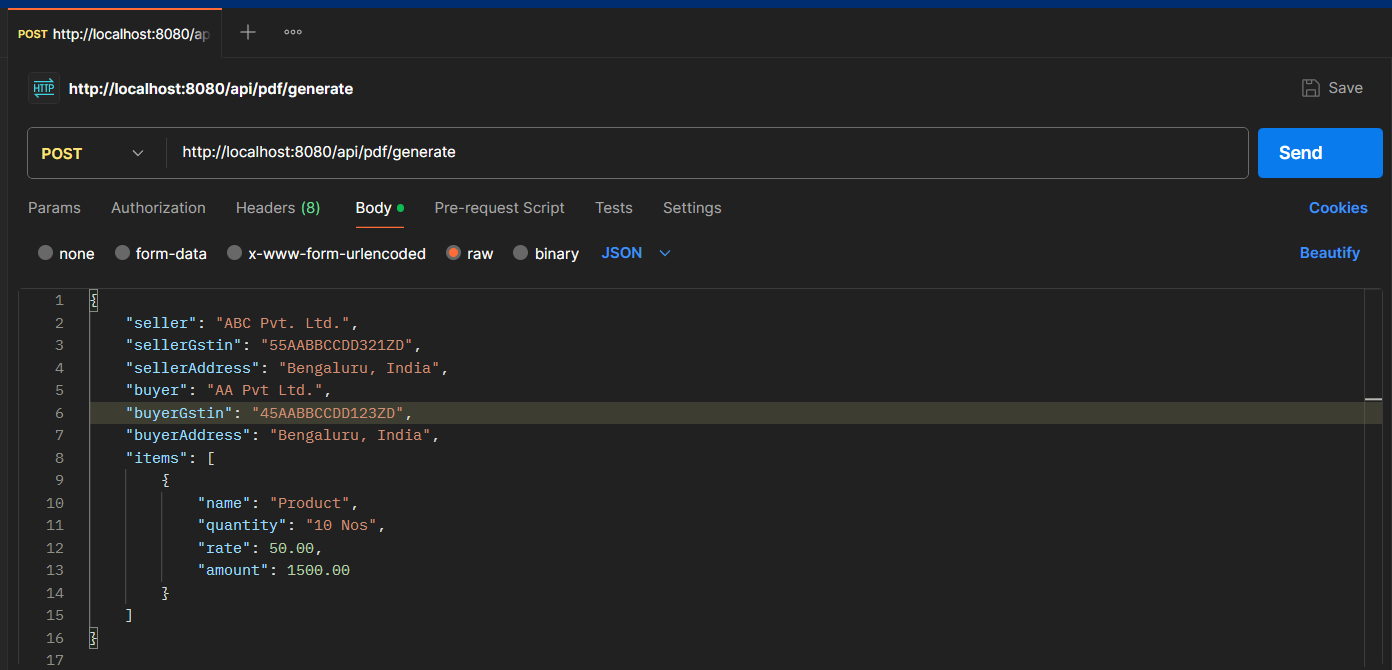 POST http://localhost:8080/ap
HTTP http://localhost:8080/api/pdf/generate Save
POST http://localhost:8080/api/pdf/generate Send
Params Authorization Headers (8) Body Pre-request Script Tests Settings Cookies
none form-data x-www-form-urlencoded raw binary JSON Beautify
1 {
2 "seller": "ABC Pvt. Ltd.",
3 "sellerGstin": "55AABBCCDD321ZD",
4 "sellerAddress": "Bengaluru, India",
5 "buyer": "AA Pvt Ltd.",
6 "buyerGstin": "45AABBCCDD123ZD",
7 "buyerAddress": "Bengaluru, India",
8 "items": [
9 {
10 "name": "Product",
11 "quantity": "10 Nos",
12 "rate": 50.00,
13 "amount": 1500.00
14 }
15 ]
16 }
17